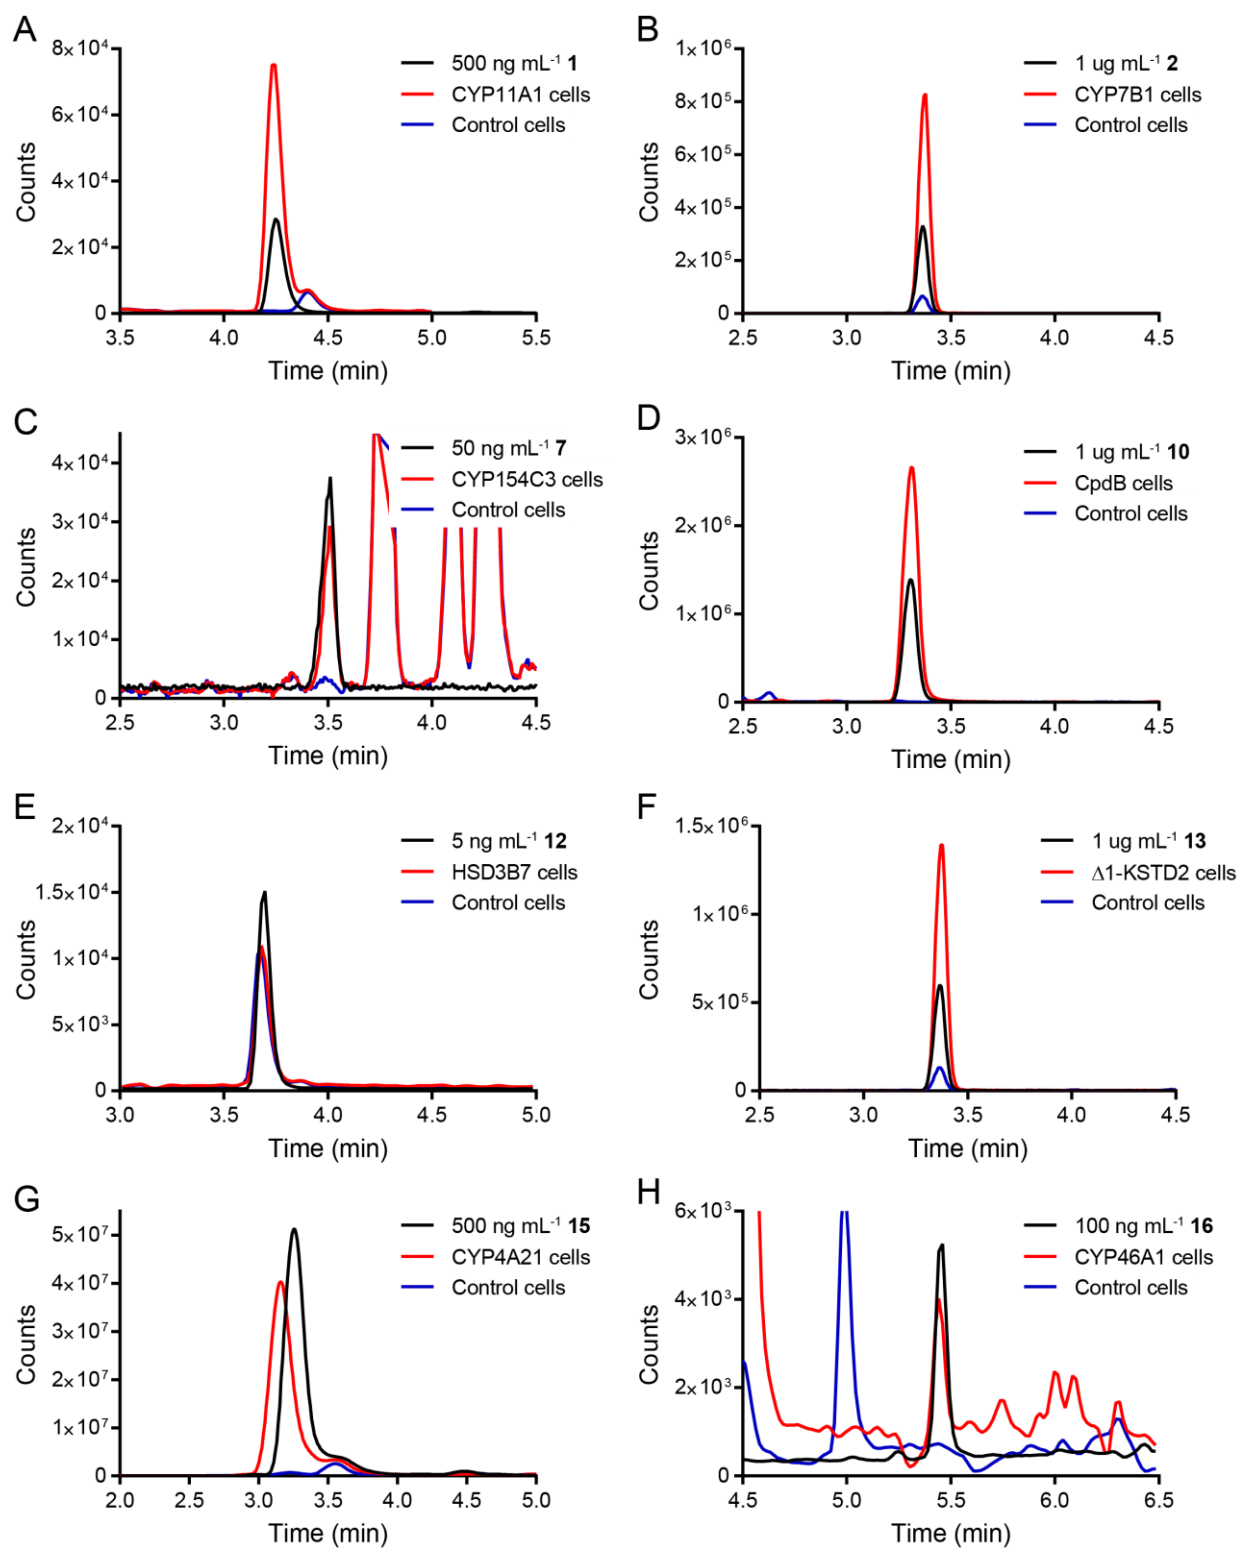 A
8×10⁴
6×10⁴
4×10⁴
2×10⁴
0
Counts
500 ng mL⁻¹ 1
CYP11A1 cells
Control cells
3.5 4.0 4.5 5.0 5.5
Time (min)
B
1×10⁶
8×10⁵
6×10⁵
4×10⁵
2×10⁵
0
Counts
1 ug mL⁻¹ 2
CYP7B1 cells
Control cells
2.5 3.0 3.5 4.0 4.5
Time (min)
C
4×10⁴
3×10⁴
2×10⁴
1×10⁴
0
Counts
50 ng mL⁻¹ 7
CYP154C3 cells
Control cells
2.5 3.0 3.5 4.0 4.5
Time (min)
D
3×10⁶
2×10⁶
1×10⁶
0
Counts
1 ug mL⁻¹ 10
CpdB cells
Control cells
2.5 3.0 3.5 4.0 4.5
Time (min)
E
2×10⁴
1.5×10⁴
1×10⁴
5×10³
0
Counts
5 ng mL⁻¹ 12
HSD3B7 cells
Control cells
3.0 3.5 4.0 4.5 5.0
Time (min)
F
1.5×10⁶
1×10⁶
5×10⁵
0
Counts
1 ug mL⁻¹ 13
Δ1-KSTD2 cells
Control cells
2.5 3.0 3.5 4.0 4.5
Time (min)
G
5×10⁷
4×10⁷
3×10⁷
2×10⁷
1×10⁷
0
Counts
500 ng mL⁻¹ 15
CYP4A21 cells
Control cells
2.0 2.5 3.0 3.5 4.0 4.5 5.0
Time (min)
H
6×10³
4×10³
2×10³
0
Counts
100 ng mL⁻¹ 16
CYP46A1 cells
Control cells
4.5 5.0 5.5 6.0 6.5
Time (min)